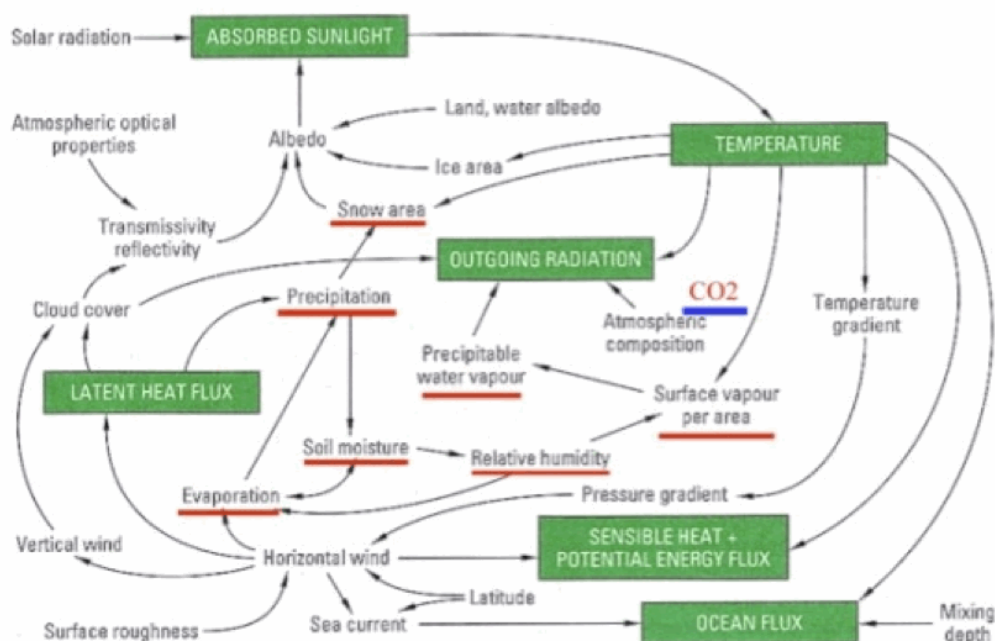 Solar radiation
ABSORBED SUNLIGHT
Land, water albedo
Atmospheric optical
properties
Albedo
TEMPERATURE
Ice area
Snow area
Transmissivity
reflectivity
OUTGOING RADIATION
Cloud cover
Precipitation
CO2
Atmospheric
composition
Temperature
gradient
Precipitable
water vapour
LATENT HEAT FLUX
Surface vapour
per area
Soil moisture
Relative humidity
Evaporation
Pressure gradient
SENSIBLE HEAT +
POTENTIAL ENERGY FLUX
Vertical wind
Horizontal wind
Latitude
Surface roughness
Sea current
OCEAN FLUX
Mixing
depth